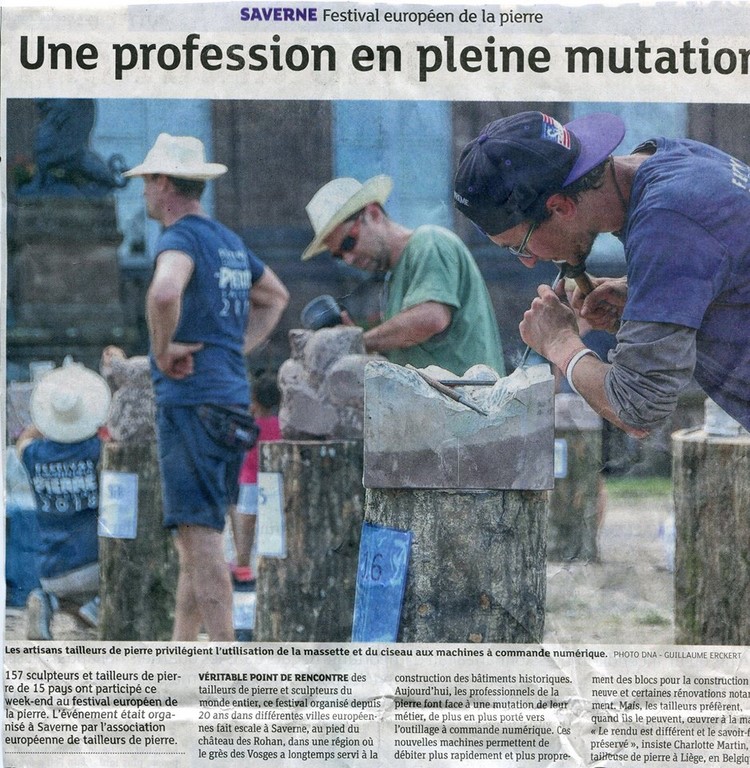 SAVERNE Festival européen de la pierre
Une profession en pleine mutation
PIERRE
16
Les artisans tailleurs de pierre privilégient l'utilisation de la massette et du ciseau aux machines à commande numérique. PHOTO DNA - GUILLAUME ERCKERT
157 sculpteurs et tailleurs de pier-
re de 15 pays ont participé ce
week-end au festival européen de
la pierre. L'événement était orga-
nisé à Saverne par l'association
européenne de tailleurs de pierre.
VÉRITABLE POINT DE RENCONTRE des
tailleurs de pierre et sculpteurs du
monde entier, ce festival organisé depuis
20 ans dans différentes villes européen-
nes fait escale à Saverne, au pied du
château des Rohan, dans une région où
le grès des Vosges a longtemps servi à la
construction des bâtiments historiques.
Aujourd'hui, les professionnels de la
pierre font face à une mutation de leur
métier, de plus en plus porté vers
l'outillage à commande numérique. Ces
nouvelles machines permettent de
débiter plus rapidement et plus propre-
ment des blocs pour la construction
neuve et certaines rénovations notam
ment. Mais, les tailleurs préfèrent,
quand ils le peuvent, œuvrer à la m
« Le rendu est différent et le savoir-f
préservé », insiste Charlotte Martin,
tailleuse de pierre à Liège, en Belgi